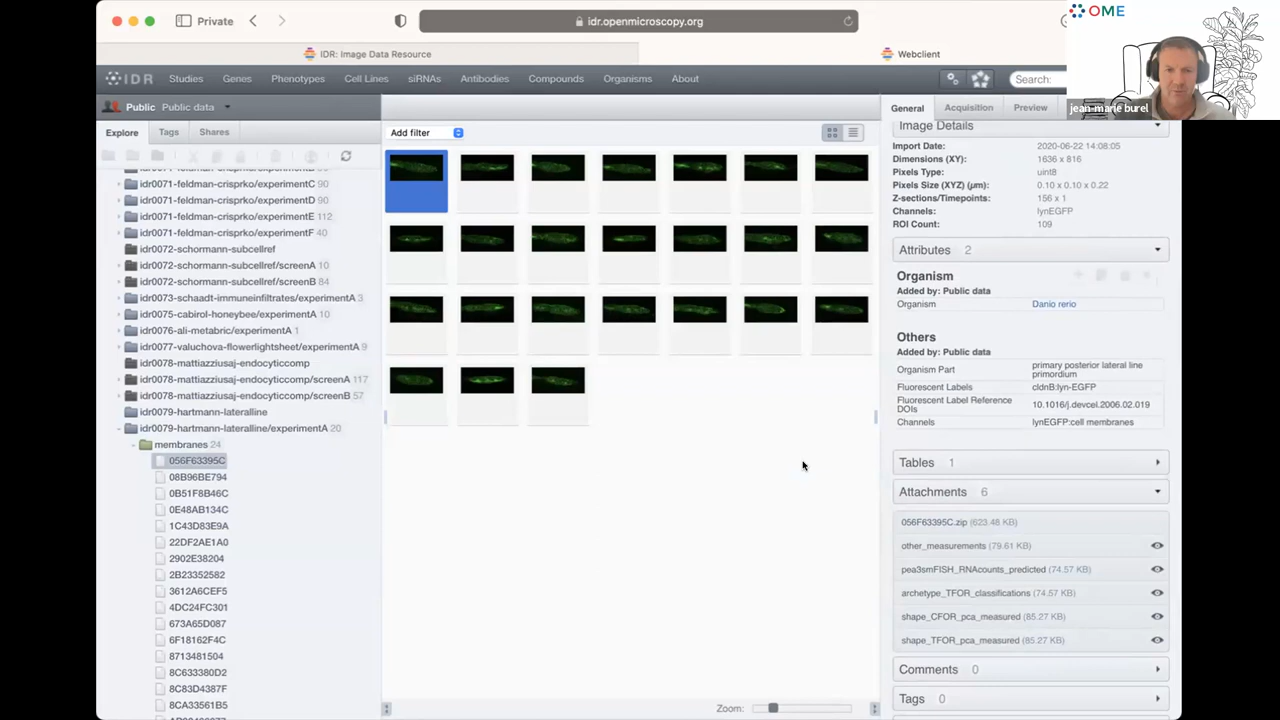 Private
idr.openmicroscopy.org
OME
IDR: Image Data Resource
Webclient
IDR
Studies
Genes
Phenotypes
Cell Lines
siRNAs
Antibodies
Compounds
Organisms
About
Search:
jean-marie burel
Public Public data
Explore
Tags
Shares
Add filter
General
Acquisition
Preview
idr0071-feldman-crisprko/experimentC 90
idr0071-feldman-crisprko/experimentD 90
idr0071-feldman-crisprko/experimentE 112
idr0071-feldman-crisprko/experimentF 40
idr0072-schormann-subcellref
idr0072-schormann-subcellref/screenA 10
idr0072-schormann-subcellref/screenB 84
idr0073-schaadt-immuneinfiltrates/experimentA 3
idr0075-cabirol-honeybee/experimentA 10
idr0076-ali-metabric/experimentA 1
idr0077-valuchova-flowerlightsheet/experimentA 9
idr0078-mattiazziusaj-endocyticcomp
idr0078-mattiazziusaj-endocyticcomp/screenA 117
idr0078-mattiazziusaj-endocyticcomp/screenB 57
idr0079-hartmann-lateralline
idr0079-hartmann-lateralline/experimentA 20
membranes 24
056F63395C
08B96BE794
0B51F8B46C
0E48AB134C
1C43D83E9A
22DF2AE1A0
2902E38204
2B23352582
3612A6CEF5
4DC24FC301
673A65D087
6F18162F4C
8713481504
8C633380D2
8C83D4387F
8CA33561B5
Zoom:
Image Details
Import Date: 2020-06-22 14:08:05
Dimensions (XY): 1636 x 816
Pixels Type: uint8
Pixels Size (XYZ) (µm): 0.10 x 0.10 x 0.22
Z-sections/Timepoints: 156 x 1
Channels: lynEGFP
ROI Count: 109
Attributes 2
Organism
Added by: Public data
Organism Danio rerio
Others
Added by: Public data
Organism Part primary posterior lateral line
primordium
Fluorescent Labels cldnB:lyn-EGFP
Fluorescent Label Reference
DOIs 10.1016/j.devcel.2006.02.019
Channels lynEGFP:cell membranes
Tables 1
Attachments 6
056F63395C.zip (623.48 KB)
other_measurements (79.61 KB)
pea3smFISH_RNAcounts_predicted (74.57 KB)
archetype_TFOR_classifications (74.57 KB)
shape_CFOR_pca_measured (85.27 KB)
shape_TFOR_pca_measured (85.27 KB)
Comments 0
Tags 0